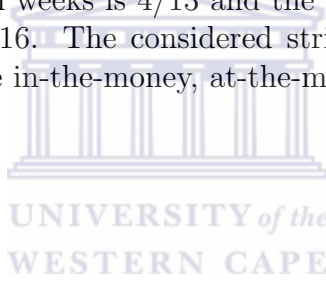 weeks is 4/13 and the
16. The considered stri
e in-the-money, at-the-m
UNIVERSITY of the
WESTERN CAPE